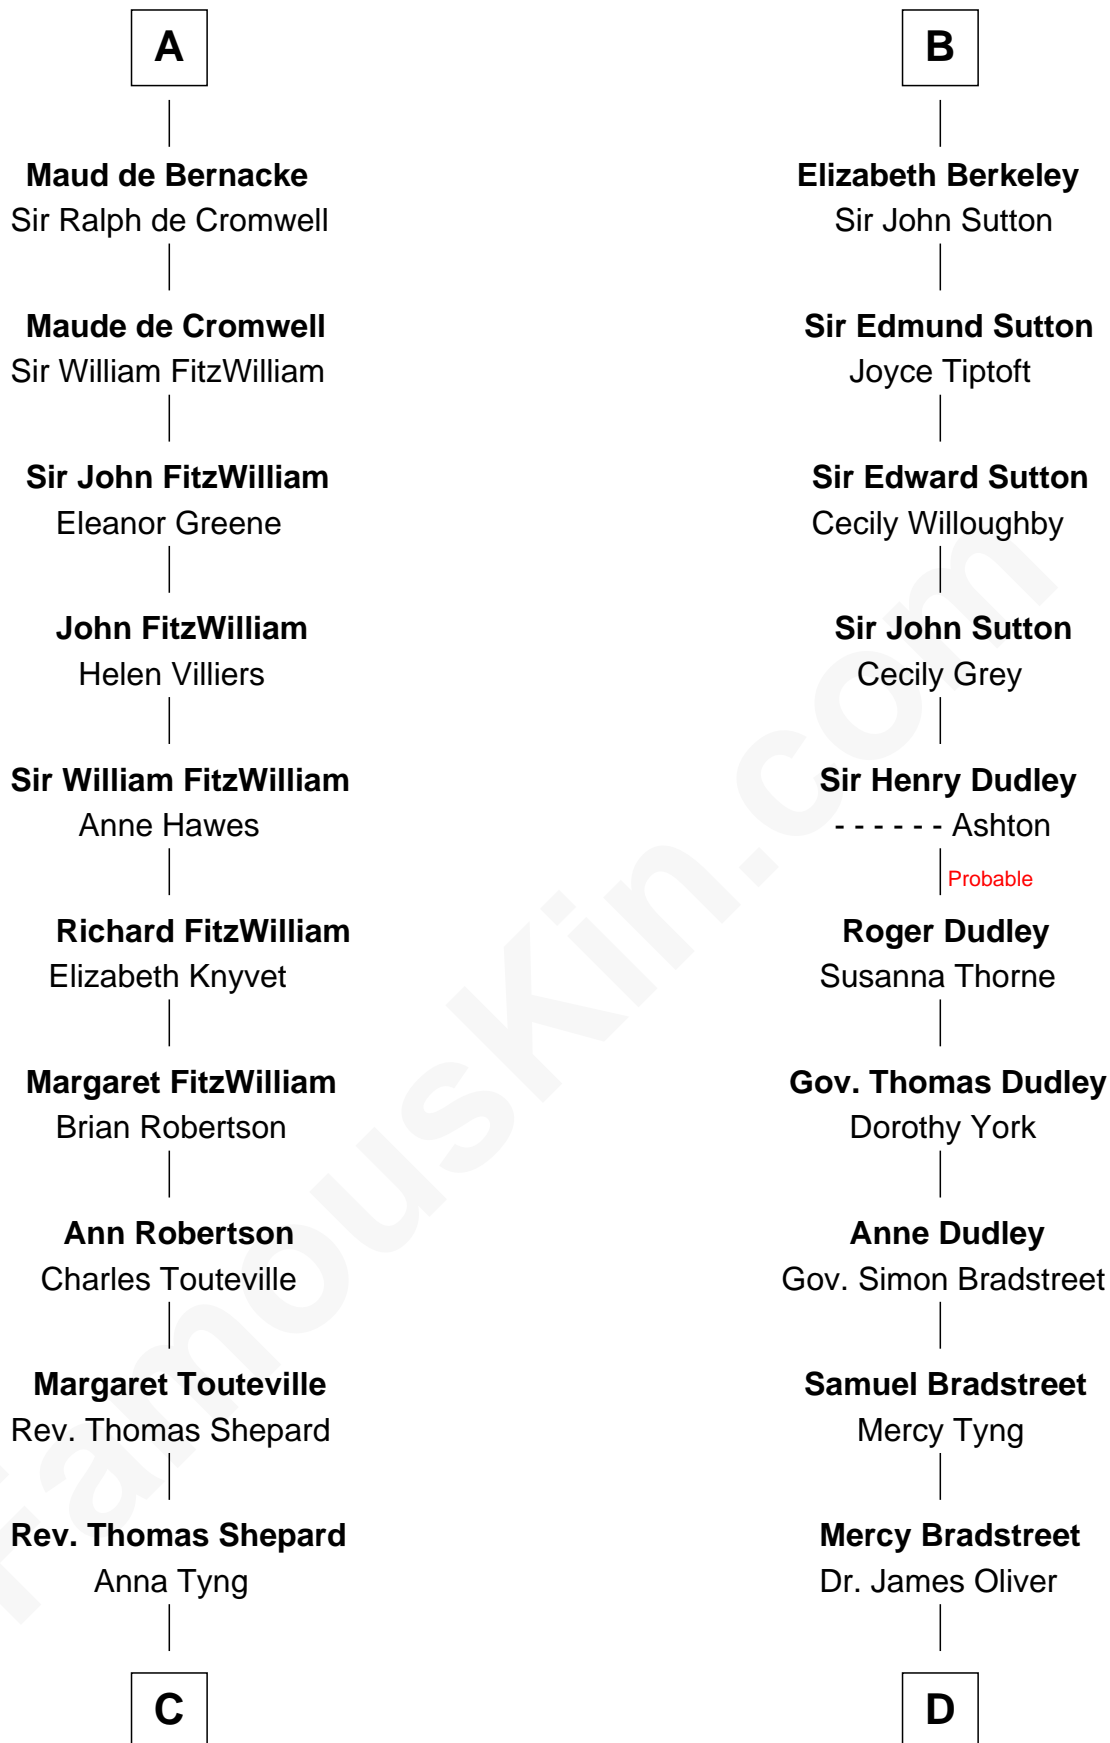 A
Maud de Bernacke
Sir Ralph de Cromwell
Maude de Cromwell
Sir William FitzWilliam
Sir John FitzWilliam
Eleanor Greene
John FitzWilliam
Helen Villiers
Sir William FitzWilliam
Anne Hawes
Richard FitzWilliam
Elizabeth Knyvet
Margaret FitzWilliam
Brian Robertson
Ann Robertson
Charles Touteville
Margaret Touteville
Rev. Thomas Shepard
Rev. Thomas Shepard
Anna Tyng
C
B
Elizabeth Berkeley
Sir John Sutton
Sir Edmund Sutton
Joyce Tiptoft
Sir Edward Sutton
Cecily Willoughby
Sir John Sutton
Cecily Grey
Sir Henry Dudley
- - - - - - Ashton
Probable
Roger Dudley
Susanna Thorne
Gov. Thomas Dudley
Dorothy York
Anne Dudley
Gov. Simon Bradstreet
Samuel Bradstreet
Mercy Tyng
Mercy Bradstreet
Dr. James Oliver
D
FamousKin.com